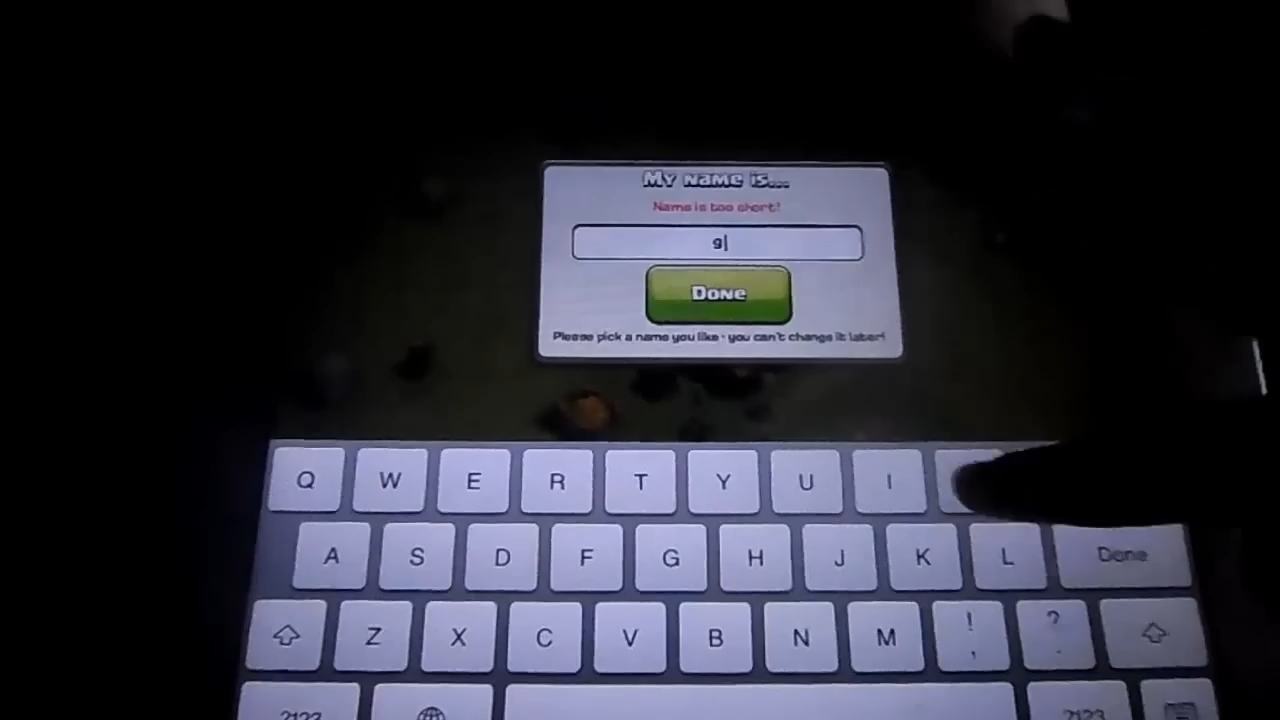 My name is...
Name is too short!
g
Done
Please pick a name you like - you can't change it later!
Q W E R T Y U I
A S D F G H J K L Done
Z X C V B N M ! , ? .
.?123 .?123